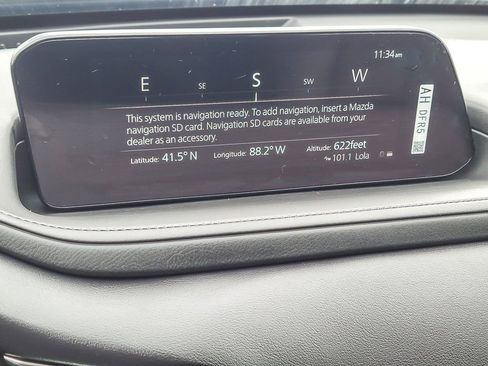 11:34am
E SE S SW W
This system is navigation ready. To add navigation, insert a Mazda
navigation SD card. Navigation SD cards are available from your
dealer as an accessory.
Latitude: 41.5° N Longitude: 88.2° W Altitude: 622feet
101.1 Lola
AH DFR5